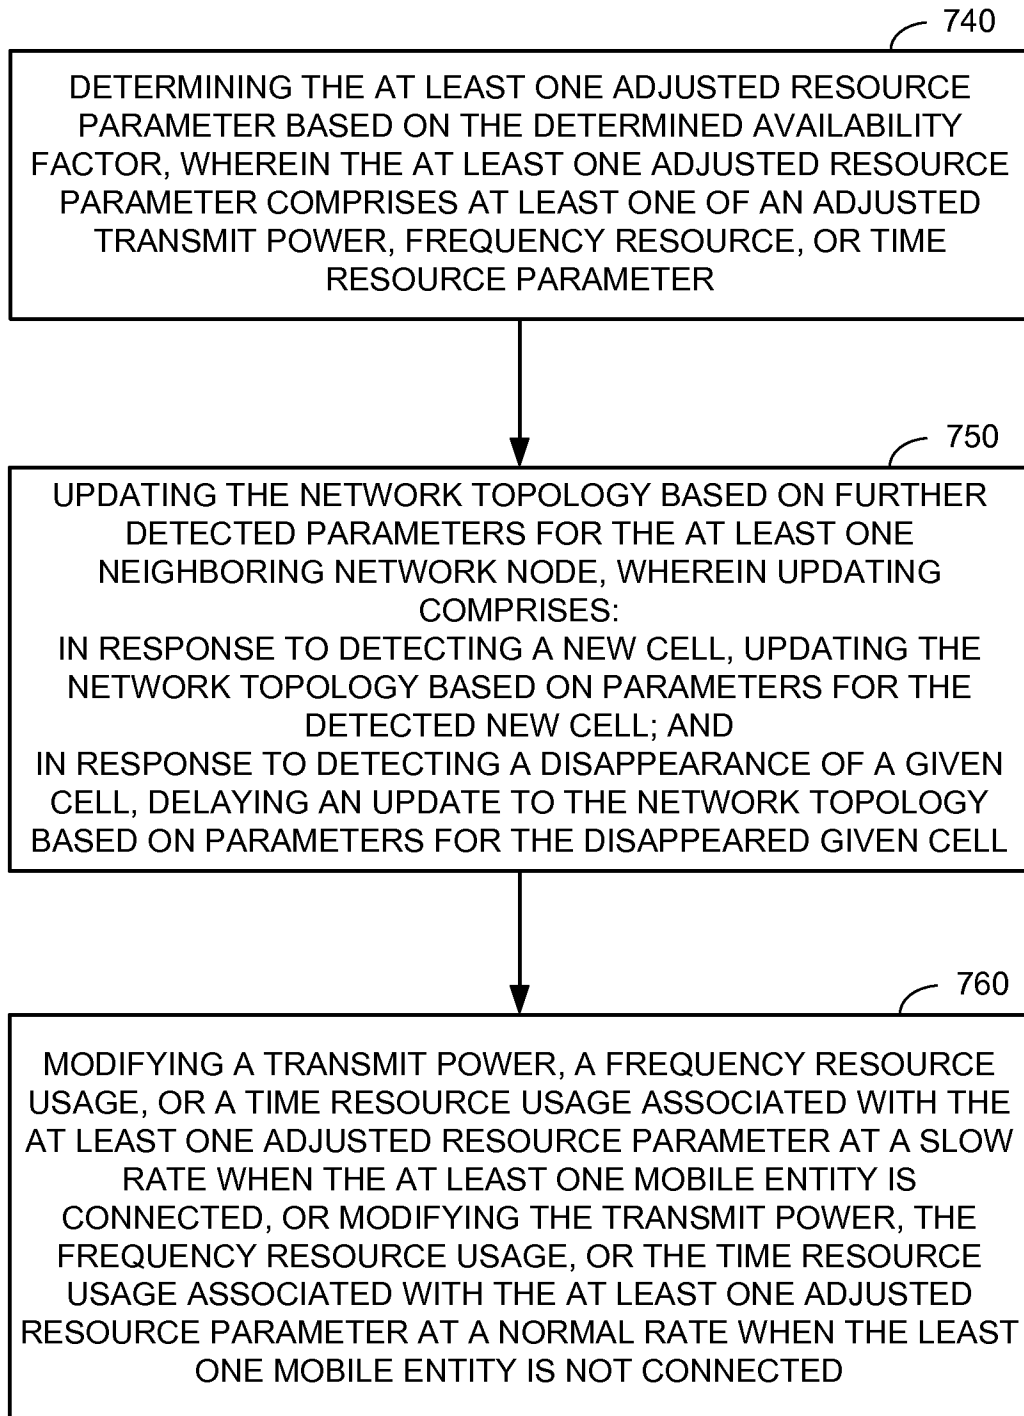 740
DETERMINING THE AT LEAST ONE ADJUSTED RESOURCE
PARAMETER BASED ON THE DETERMINED AVAILABILITY
FACTOR, WHEREIN THE AT LEAST ONE ADJUSTED RESOURCE
PARAMETER COMPRISES AT LEAST ONE OF AN ADJUSTED
TRANSMIT POWER, FREQUENCY RESOURCE, OR TIME
RESOURCE PARAMETER
750
UPDATING THE NETWORK TOPOLOGY BASED ON FURTHER
DETECTED PARAMETERS FOR THE AT LEAST ONE
NEIGHBORING NETWORK NODE, WHEREIN UPDATING
COMPRISES:
IN RESPONSE TO DETECTING A NEW CELL, UPDATING THE
NETWORK TOPOLOGY BASED ON PARAMETERS FOR THE
DETECTED NEW CELL; AND
IN RESPONSE TO DETECTING A DISAPPEARANCE OF A GIVEN
CELL, DELAYING AN UPDATE TO THE NETWORK TOPOLOGY
BASED ON PARAMETERS FOR THE DISAPPEARED GIVEN CELL
760
MODIFYING A TRANSMIT POWER, A FREQUENCY RESOURCE
USAGE, OR A TIME RESOURCE USAGE ASSOCIATED WITH THE
AT LEAST ONE ADJUSTED RESOURCE PARAMETER AT A SLOW
RATE WHEN THE AT LEAST ONE MOBILE ENTITY IS
CONNECTED, OR MODIFYING THE TRANSMIT POWER, THE
FREQUENCY RESOURCE USAGE, OR THE TIME RESOURCE
USAGE ASSOCIATED WITH THE AT LEAST ONE ADJUSTED
RESOURCE PARAMETER AT A NORMAL RATE WHEN THE LEAST
ONE MOBILE ENTITY IS NOT CONNECTED